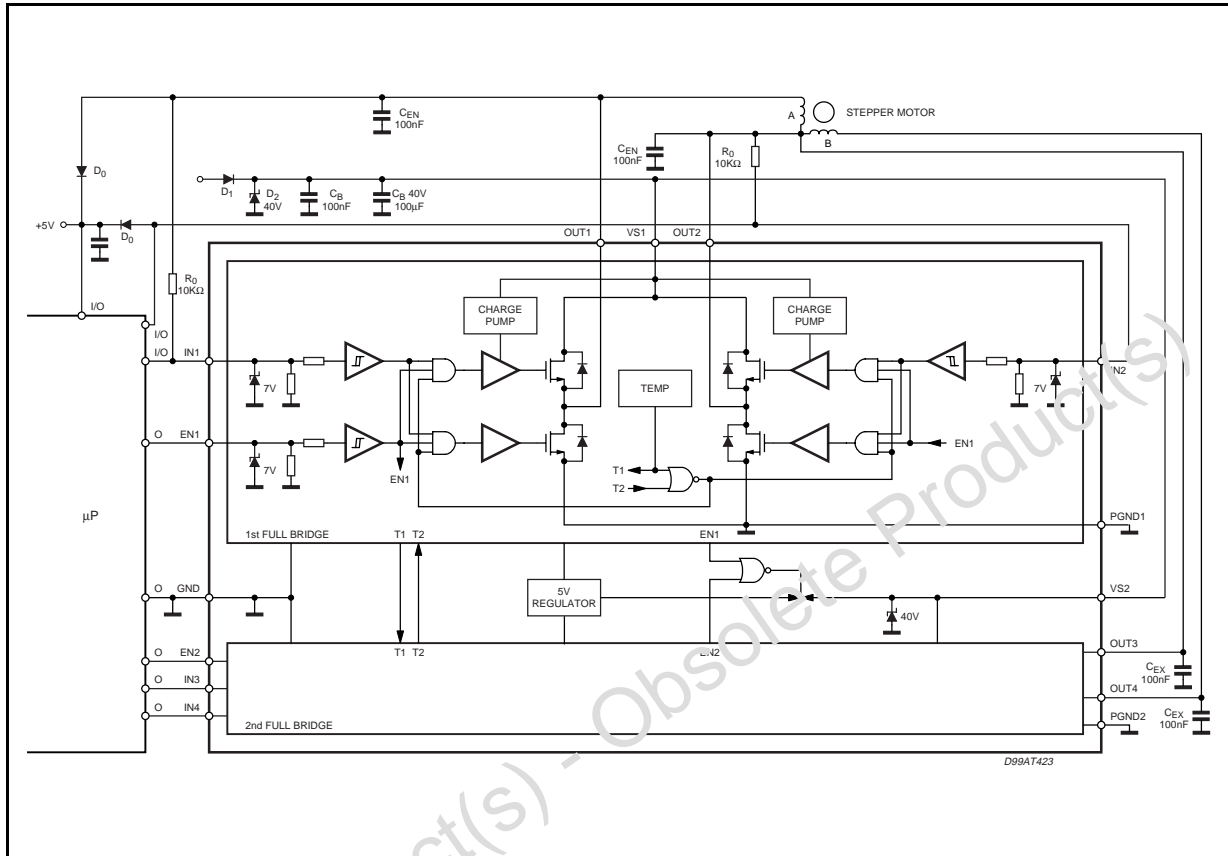 A
STEPPER MOTOR
B
CEN
100nF
CEN
100nF
R0
10KΩ
D0
D1
D2
40V
CB
100nF
CB 40V
100µF
+5V
D0
OUT1
VS1
OUT2
R0
10KΩ
I/O
I/O
I/O
IN1
CHARGE
PUMP
CHARGE
PUMP
IN2
7V
7V
TEMP
O
EN1
7V
EN1
EN1
T1
T2
µP
PGND1
1st FULL BRIDGE
T1 T2
EN1
O
GND
5V
REGULATOR
40V
VS2
O
EN2
T1 T2
EN2
OUT3
O
IN3
CEX
100nF
OUT4
O
IN4
CEX
100nF
PGND2
2nd FULL BRIDGE
D99AT423
ct(s) - Obsolete Product(s)